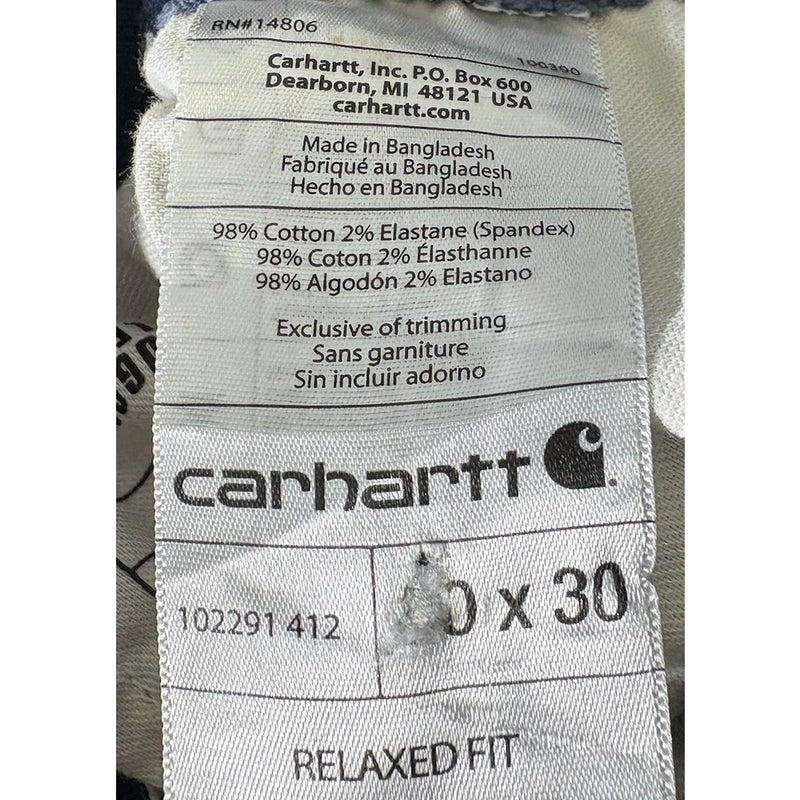 RN#14806
100390
Carhartt, Inc. P.O. Box 600
Dearborn, MI 48121 USA
carhartt.com
Made in Bangladesh
Fabriqué au Bangladesh
Hecho en Bangladesh
98% Cotton 2% Elastane (Spandex)
98% Coton 2% Élasthanne
98% Algodón 2% Elastano
Exclusive of trimming
Sans garniture
Sin incluir adorno
carhartt
102291 412
x 30
RELAXED FIT